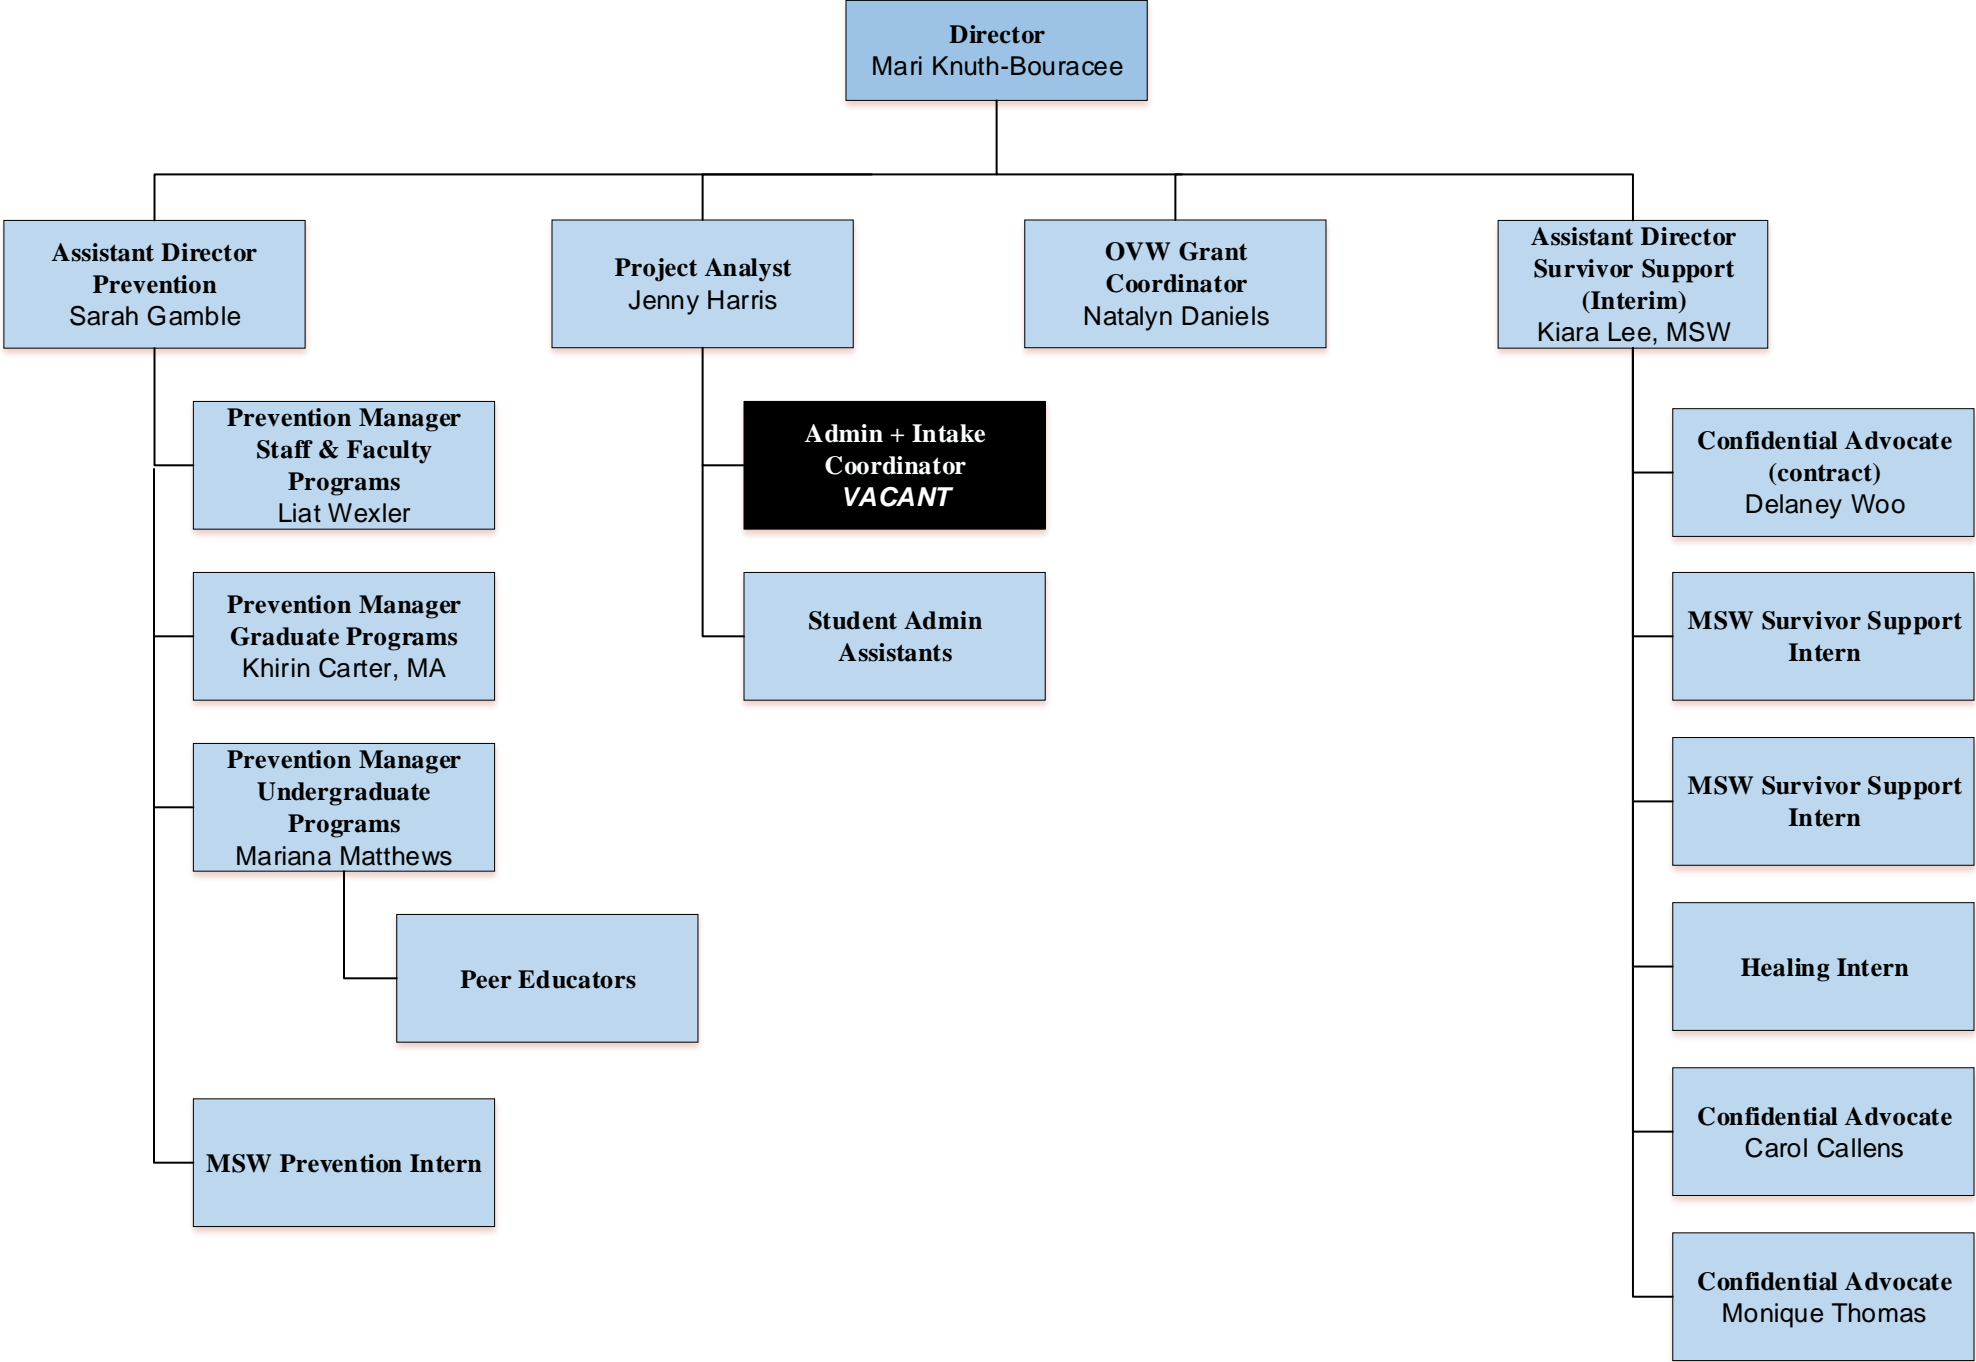 Director
Mari Knuth-Bouracee
Assistant Director
Prevention
Sarah Gamble
Project Analyst
Jenny Harris
OVW Grant
Coordinator
Natalyn Daniels
Assistant Director
Survivor Support
(Interim)
Kiara Lee, MSW
Prevention Manager
Staff & Faculty
Programs
Liat Wexler
Prevention Manager
Graduate Programs
Khirin Carter, MA
Prevention Manager
Undergraduate
Programs
Mariana Matthews
Peer Educators
MSW Prevention Intern
Admin + Intake
Coordinator
VACANT
Student Admin
Assistants
Confidential Advocate
(contract)
Delaney Woo
MSW Survivor Support
Intern
MSW Survivor Support
Intern
Healing Intern
Confidential Advocate
Carol Callens
Confidential Advocate
Monique Thomas